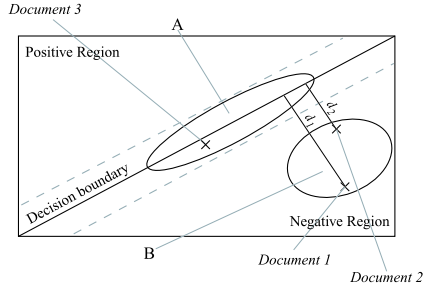 Document 3
A
Positive Region
d2
d1
Decision boundary
Negative Region
B
Document 1
Document 2